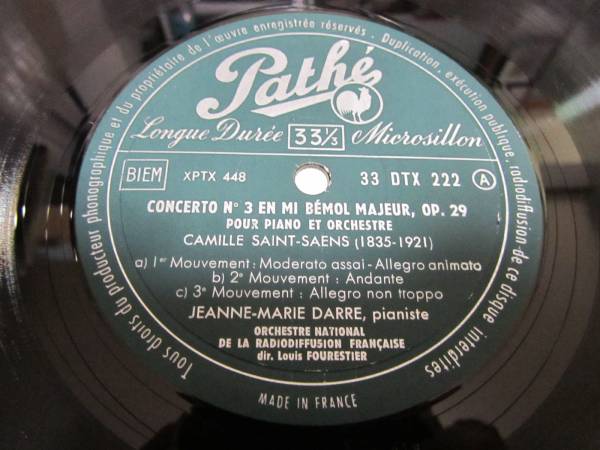 Tous droits du producteur phonographique et du propriétaire de l'œuvre enregistrée réservés - Duplication, exécution publique, radiodiffusion de ce disque interdites
Pathé
Longue Durée 33⅓ Microsillon
BIEM XPTX 448 33 DTX 222 A
CONCERTO N° 3 EN MI BÉMOL MAJEUR, OP. 29
POUR PIANO ET ORCHESTRE
CAMILLE SAINT-SAENS (1835-1921)
a) 1er Mouvement : Moderato assai - Allegro animato
b) 2e Mouvement : Andante
c) 3e Mouvement : Allegro non troppo
JEANNE-MARIE DARRE, pianiste
ORCHESTRE NATIONAL
DE LA RADIODIFFUSION FRANÇAISE
dir. Louis FOURESTIER
MADE IN FRANCE